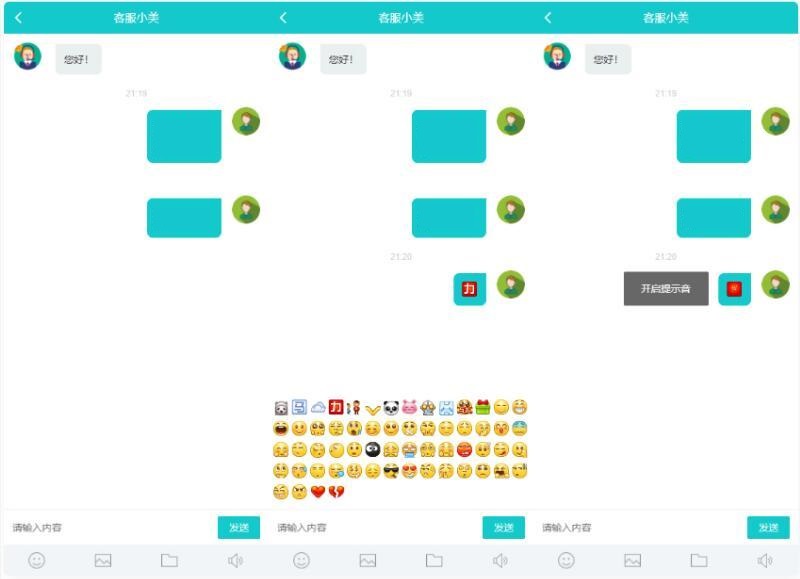 客服小美
您好！
21:19
请输入内容
发送
客服小美
您好！
21:19
21:20
力
请输入内容
发送
客服小美
您好！
21:19
21:20
开启提示音
请输入内容
发送